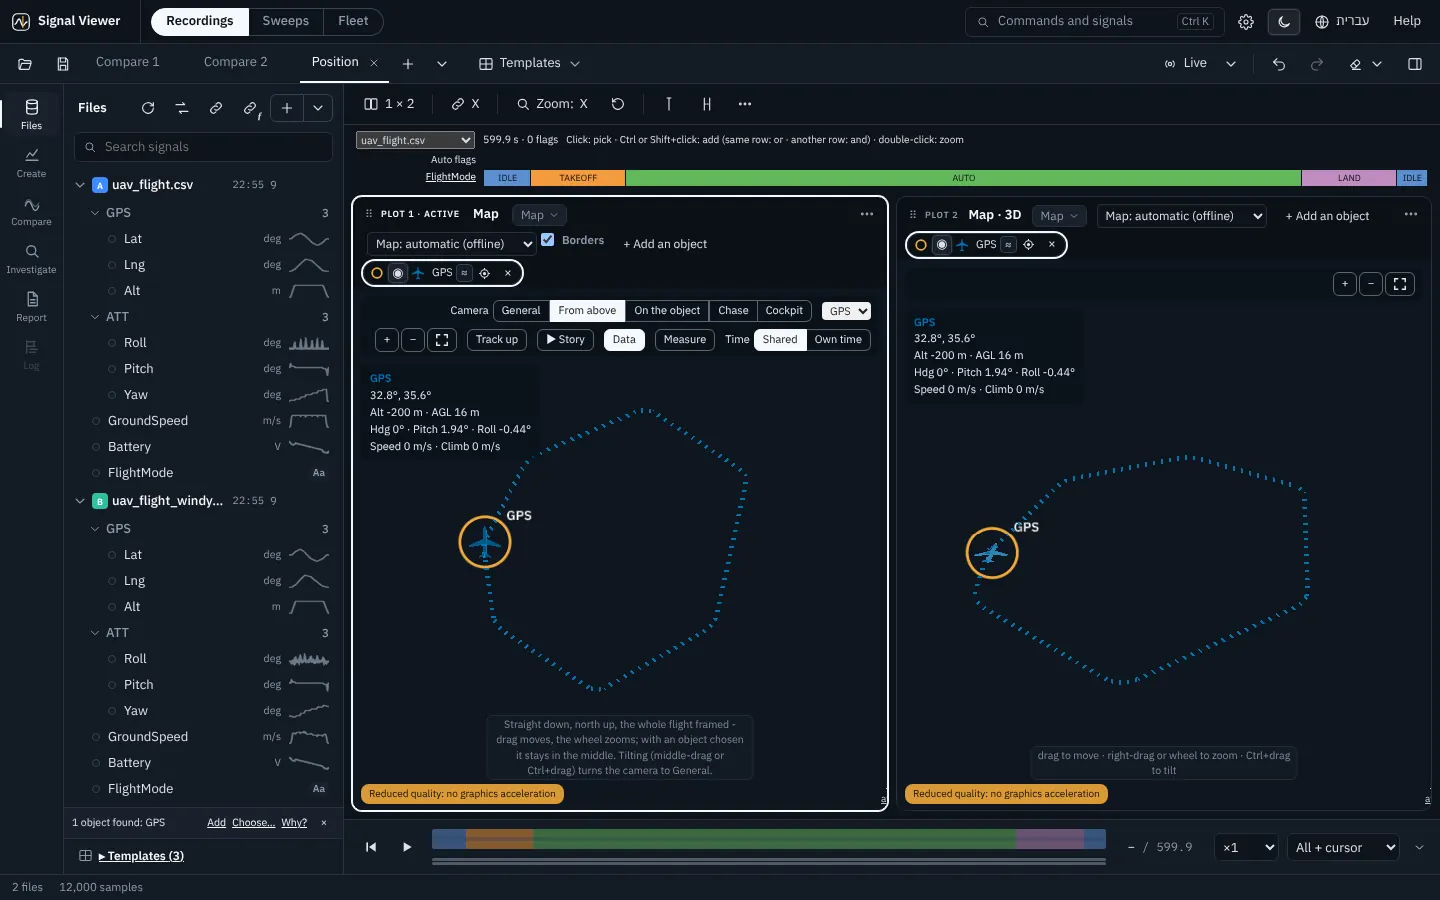 Signal Viewer
Recordings Sweeps Fleet
Commands and signals Ctrl K
עברית
Help
Compare 1 Compare 2 Position × +
Templates
Live
Files
Create
Compare
Investigate
Report
Log
Files
Search signals
A uav_flight.csv 22:55 9
GPS 3
Lat deg
Lng deg
Alt m
ATT 3
Roll deg
Pitch deg
Yaw deg
GroundSpeed m/s
Battery V
FlightMode Aa
B uav_flight_windy... 22:55 9
GPS 3
Lat deg
Lng deg
Alt m
ATT 3
Roll deg
Pitch deg
Yaw deg
GroundSpeed m/s
Battery V
FlightMode Aa
1 object found: GPS Add Choose... Why? ×
▸ Templates (3)
1 × 2 X Zoom: X
uav_flight.csv 599.9 s · 0 flags Click: pick · Ctrl or Shift+click: add (same row: or · another row: and) · double-click: zoom
Auto flags
FlightMode IDLE TAKEOFF AUTO LAND IDLE
PLOT 1 · ACTIVE Map Map
Map: automatic (offline) Borders + Add an object
GPS ≈ ×
Camera General From above On the object Chase Cockpit GPS
+ − Track up ▶ Story Data Measure Time Shared Own time
GPS
32.8°, 35.6°
Alt -200 m · AGL 16 m
Hdg 0° · Pitch 1.94° · Roll -0.44°
Speed 0 m/s · Climb 0 m/s
GPS
Straight down, north up, the whole flight framed -
drag moves, the wheel zooms; with an object chosen
it stays in the middle. Tilting (middle-drag or
Ctrl+drag) turns the camera to General.
Reduced quality: no graphics acceleration
PLOT 2 Map · 3D Map Map: automatic (offline) + Add an object
GPS ≈ ×
+ −
GPS
32.8°, 35.6°
Alt -200 m · AGL 16 m
Hdg 0° · Pitch 1.94° · Roll -0.44°
Speed 0 m/s · Climb 0 m/s
GPS
drag to move · right-drag or wheel to zoom · Ctrl+drag
to tilt
Reduced quality: no graphics acceleration
– / 599.9 ×1 All + cursor
2 files 12,000 samples